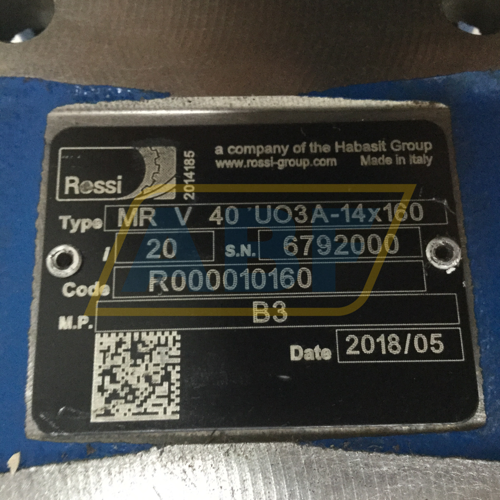 Rossi
2014185
a company of the Habasit Group
www.rossi-group.com Made in Italy
Type MR V 40 UO3A-14x160
i 20 S.N. 6792000
Code R000010160
M.P. B3
Date 2018/05